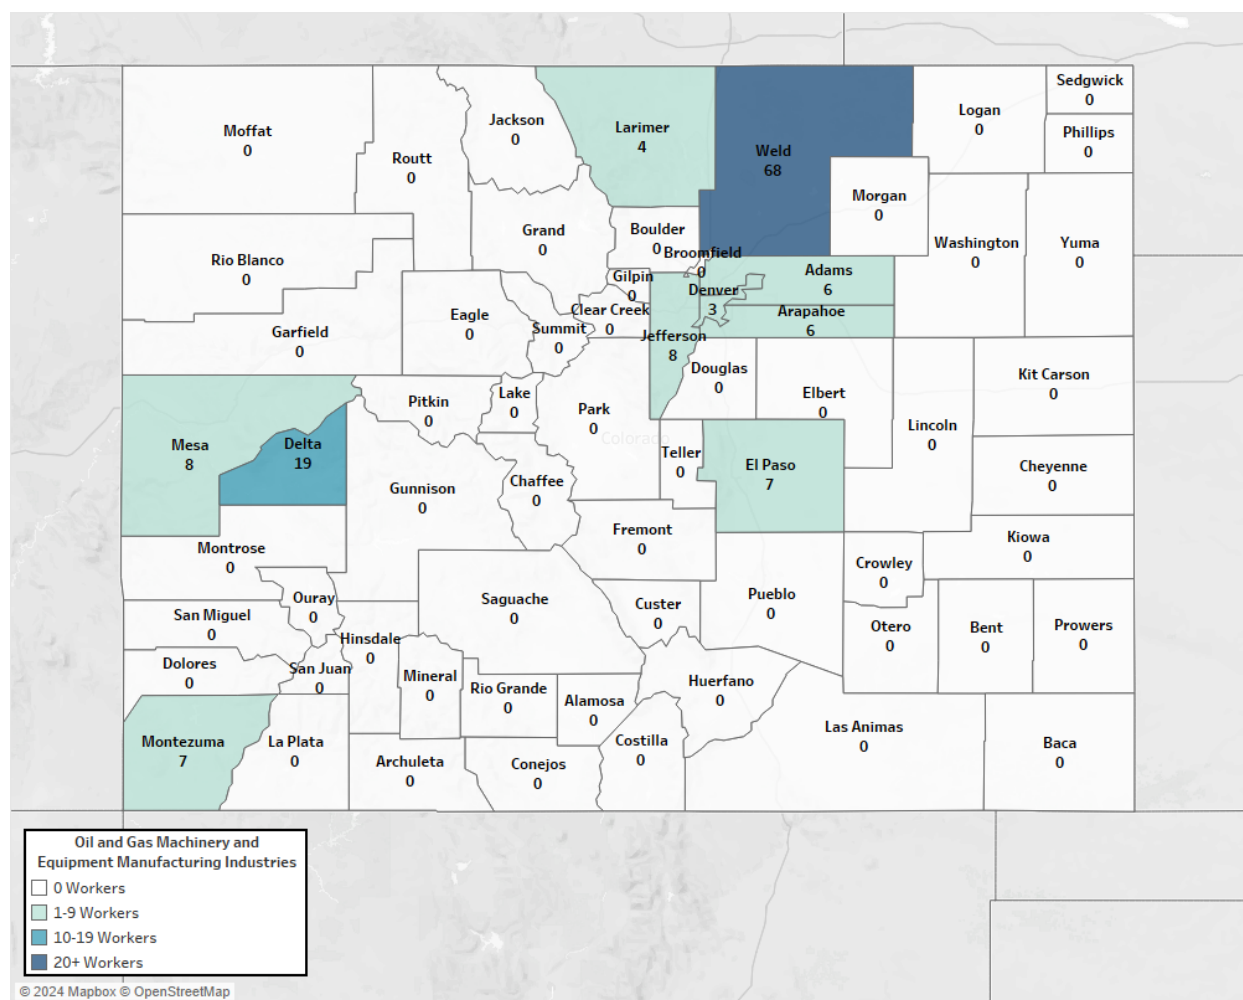 Sedgwick
0
Moffat
0
Jackson
0
Larimer
4
Logan
0
Phillips
0
Routt
0
Weld
68
Morgan
0
Grand
0
Boulder
0
Broomfield
0
Washington
0
Yuma
0
Rio Blanco
0
Gilpin
0
Adams
6
Denver
3
Eagle
0
Clear Creek
0
Arapahoe
6
Garfield
0
Summit
0
Jefferson
8
Douglas
0
Kit Carson
0
Pitkin
0
Lake
0
Park
0
Elbert
0
Lincoln
0
Colorado
Mesa
8
Delta
19
Teller
0
El Paso
7
Cheyenne
0
Gunnison
0
Chaffee
0
Fremont
0
Kiowa
0
Montrose
0
Crowley
0
Ouray
0
Saguache
0
Custer
0
Pueblo
0
San Miguel
0
Hinsdale
0
Otero
0
Bent
0
Prowers
0
Dolores
0
San Juan
0
Mineral
0
Rio Grande
0
Alamosa
0
Huerfano
0
Montezuma
7
La Plata
0
Archuleta
0
Conejos
0
Costilla
0
Las Animas
0
Baca
0
Oil and Gas Machinery and
Equipment Manufacturing Industries
0 Workers
1-9 Workers
10-19 Workers
20+ Workers
© 2024 Mapbox © OpenStreetMap